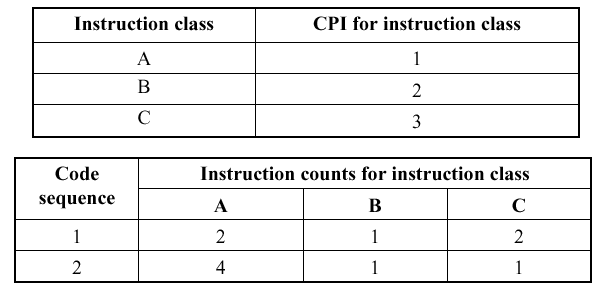 Instruction class CPI for instruction class
A 1
B 2
C 3
Code sequence Instruction counts for instruction class
A B C
1 2 1 2
2 4 1 1